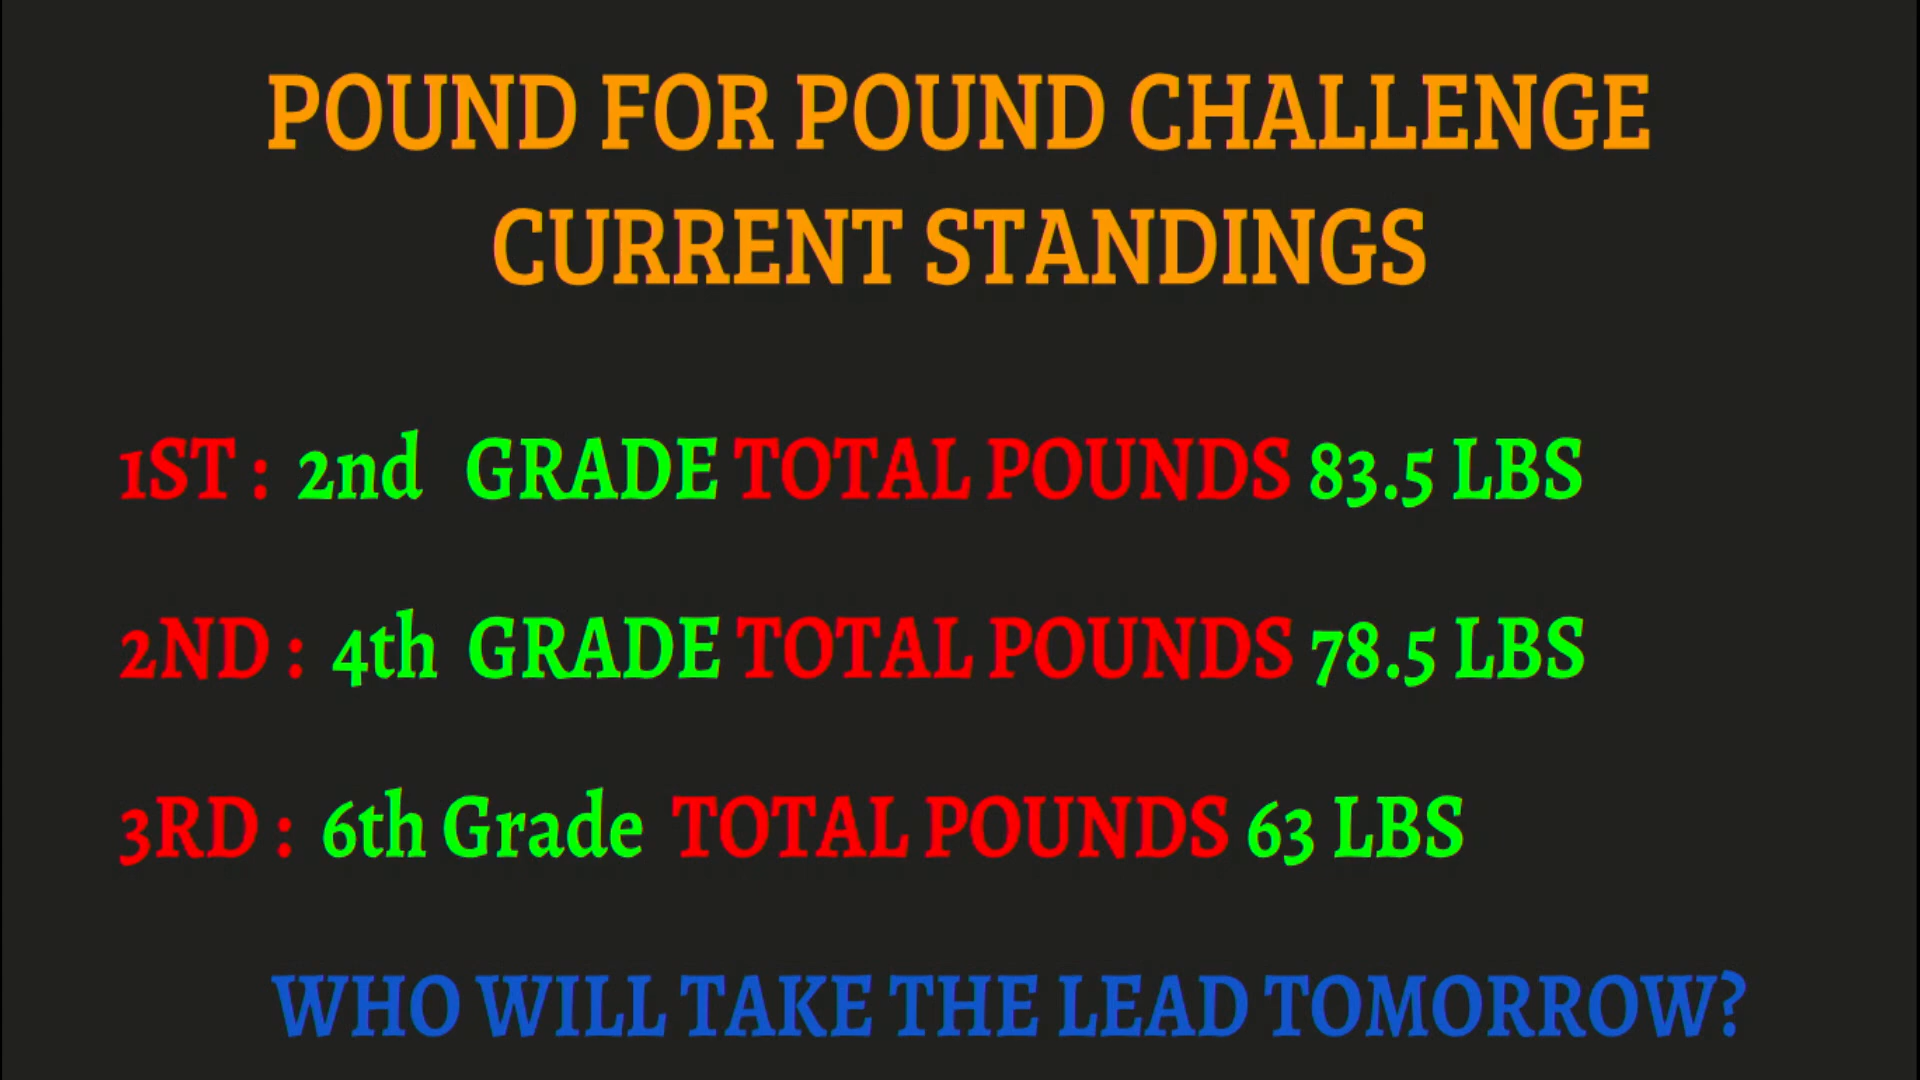 POUND FOR POUND CHALLENGE
CURRENT STANDINGS
1ST : 2nd GRADE TOTAL POUNDS 83.5 LBS
2ND : 4th GRADE TOTAL POUNDS 78.5 LBS
3RD : 6th Grade TOTAL POUNDS 63 LBS
WHO WILL TAKE THE LEAD TOMORROW?